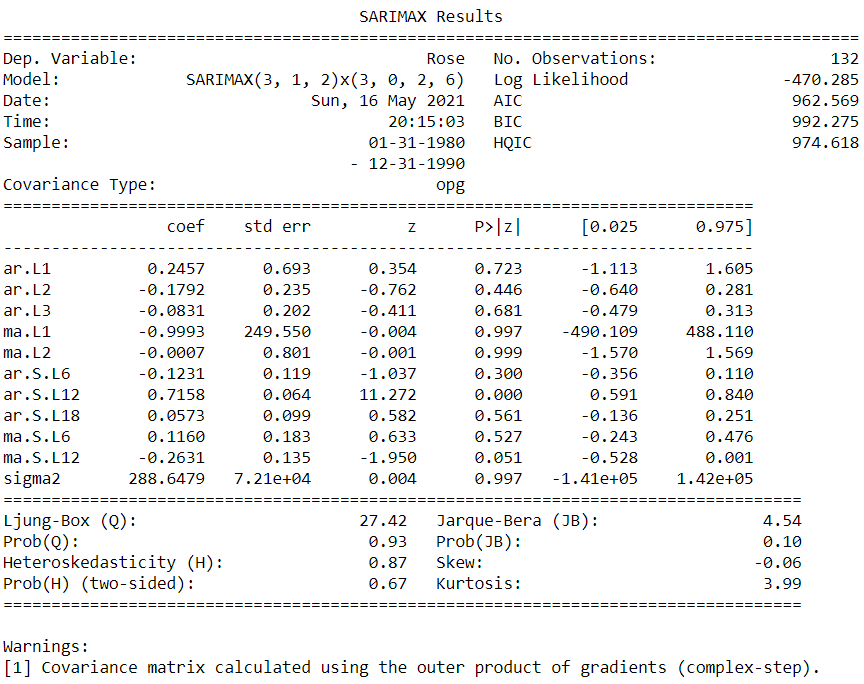 SARIMAX Results
==========================================================================================
Dep. Variable:                              Rose   No. Observations:                  132
Model:             SARIMAX(3, 1, 2)x(3, 0, 2, 6)   Log Likelihood                -470.285
Date:                           Sun, 16 May 2021   AIC                            962.569
Time:                                   20:15:03   BIC                            992.275
Sample:                               01-31-1980   HQIC                           974.618
                                    - 12-31-1990
Covariance Type:                             opg
==============================================================================
                 coef    std err          z      P>|z|      [0.025      0.975]
------------------------------------------------------------------------------
ar.L1          0.2457      0.693      0.354      0.723      -1.113       1.605
ar.L2         -0.1792      0.235     -0.762      0.446      -0.640       0.281
ar.L3         -0.0831      0.202     -0.411      0.681      -0.479       0.313
ma.L1         -0.9993    249.550     -0.004      0.997    -490.109     488.110
ma.L2         -0.0007      0.801     -0.001      0.999      -1.570       1.569
ar.S.L6       -0.1231      0.119     -1.037      0.300      -0.356       0.110
ar.S.L12       0.7158      0.064     11.272      0.000       0.591       0.840
ar.S.L18       0.0573      0.099      0.582      0.561      -0.136       0.251
ma.S.L6        0.1160      0.183      0.633      0.527      -0.243       0.476
ma.S.L12      -0.2631      0.135     -1.950      0.051      -0.528       0.001
sigma2       288.6479   7.21e+04      0.004      0.997   -1.41e+05    1.42e+05
===================================================================================
Ljung-Box (Q):                       27.42   Jarque-Bera (JB):                 4.54
Prob(Q):                              0.93   Prob(JB):                         0.10
Heteroskedasticity (H):               0.87   Skew:                            -0.06
Prob(H) (two-sided):                  0.67   Kurtosis:                         3.99
===================================================================================
Warnings:
[1] Covariance matrix calculated using the outer product of gradients (complex-step).